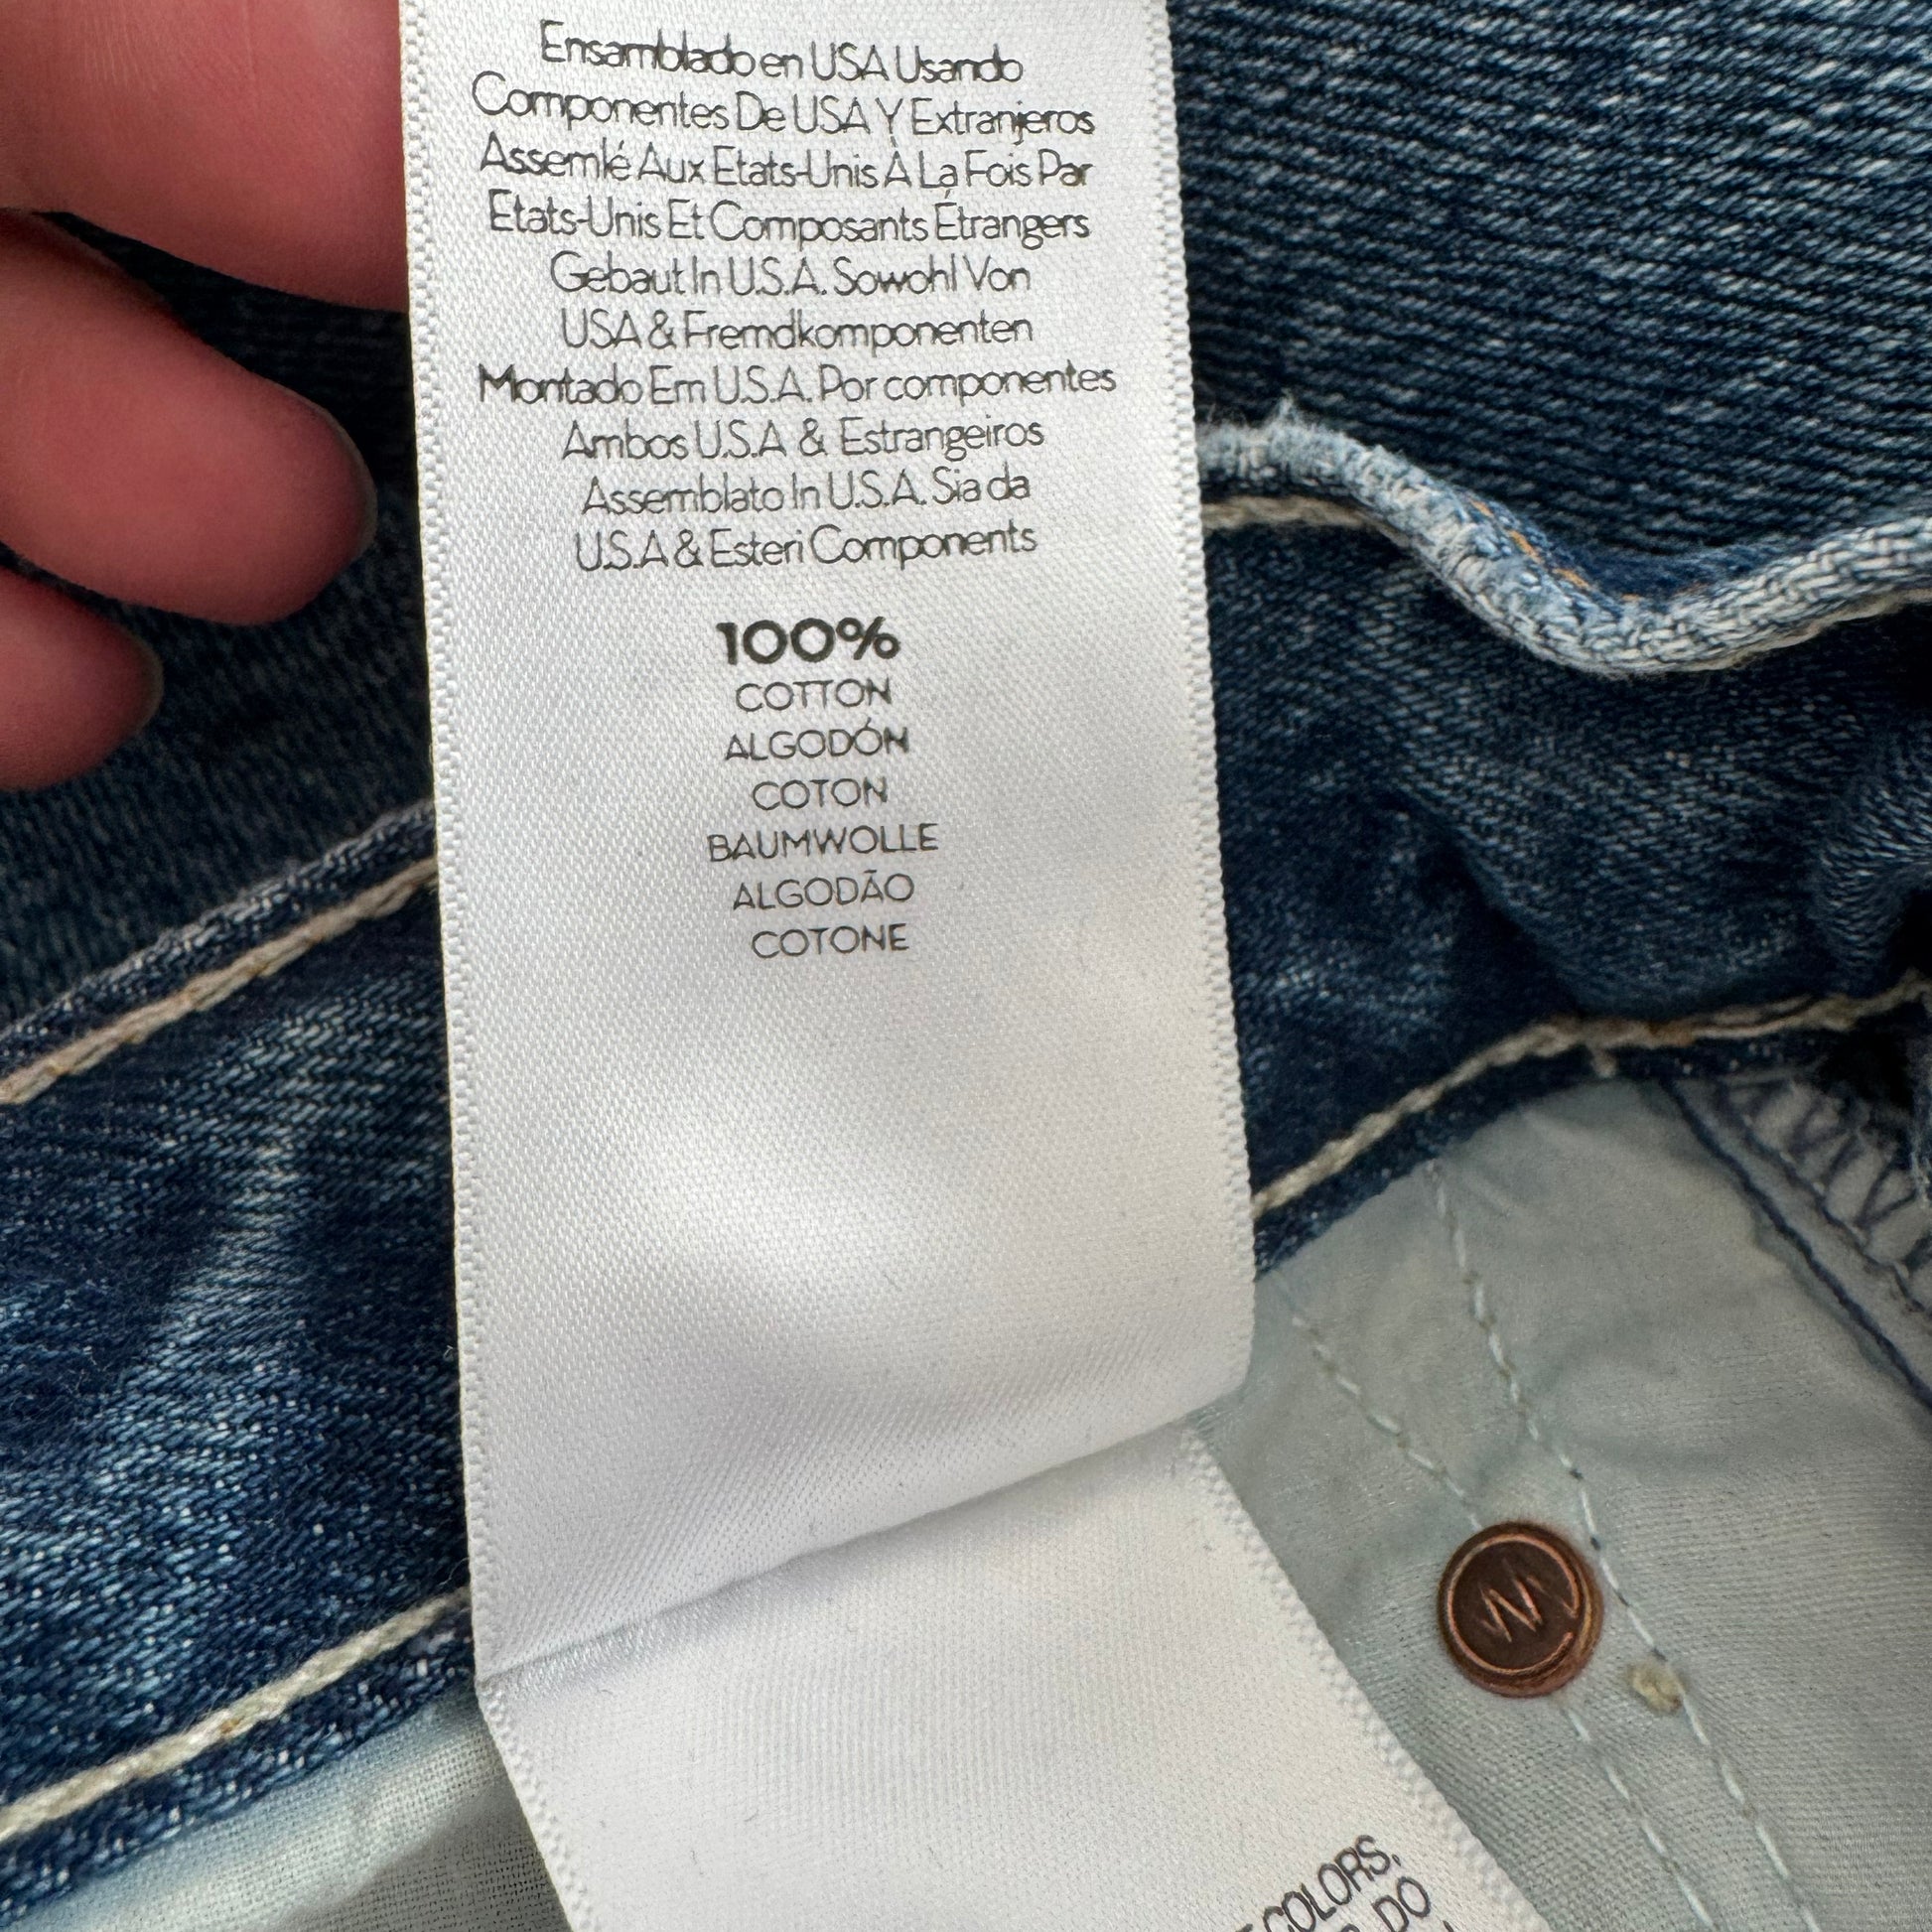 Ensamblado en USA Usando
Componentes De USA Y Extranjeros
Assemlé Aux Etats-Unis À La Fois Par
Etats-Unis Et Composants Étrangers
Gebaut In U.S.A. Sowohl Von
USA & Fremdkomponenten
Montado Em U.S.A. Por componentes
Ambos U.S.A & Estrangeiros
Assemblato In U.S.A. Sia da
U.S.A & Esteri Components
100%
COTTON
ALGODÓN
COTON
BAUMWOLLE
ALGODÃO
COTONE
COLORS.
DO